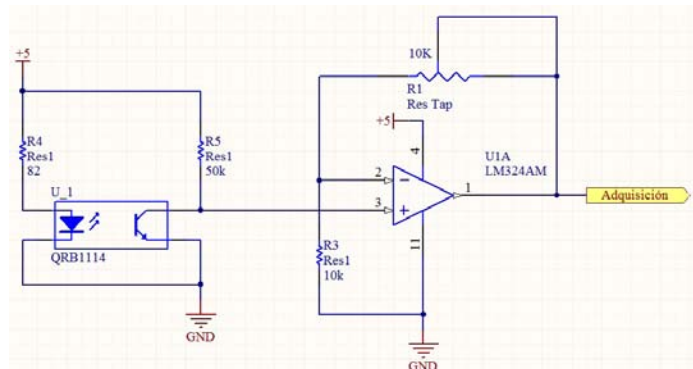 +5
R4
Res1
82
R5
Res1
50k
U_1
QRB1114
GND
10K
R1
Res Tap
+5
4
U1A
LM324AM
2
1
3
11
R3
Res1
10k
GND
Adquisición